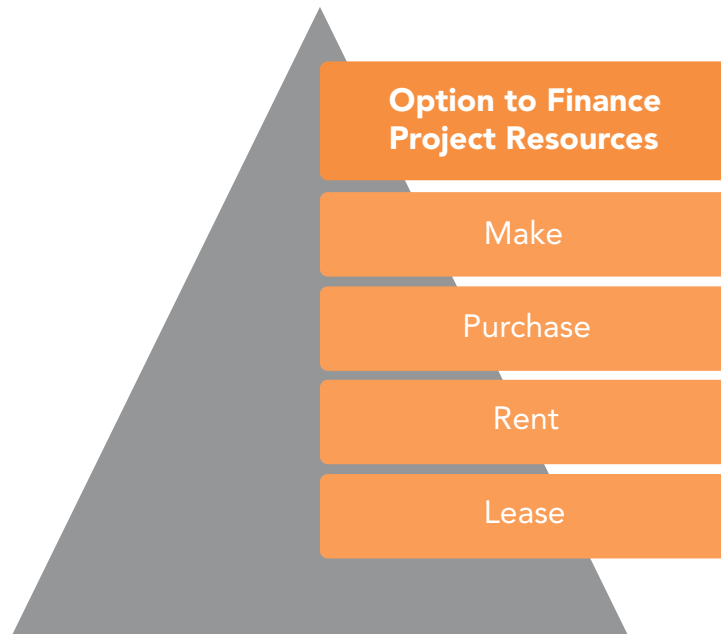 Option to Finance
Project Resources
Make
Purchase
Rent
Lease